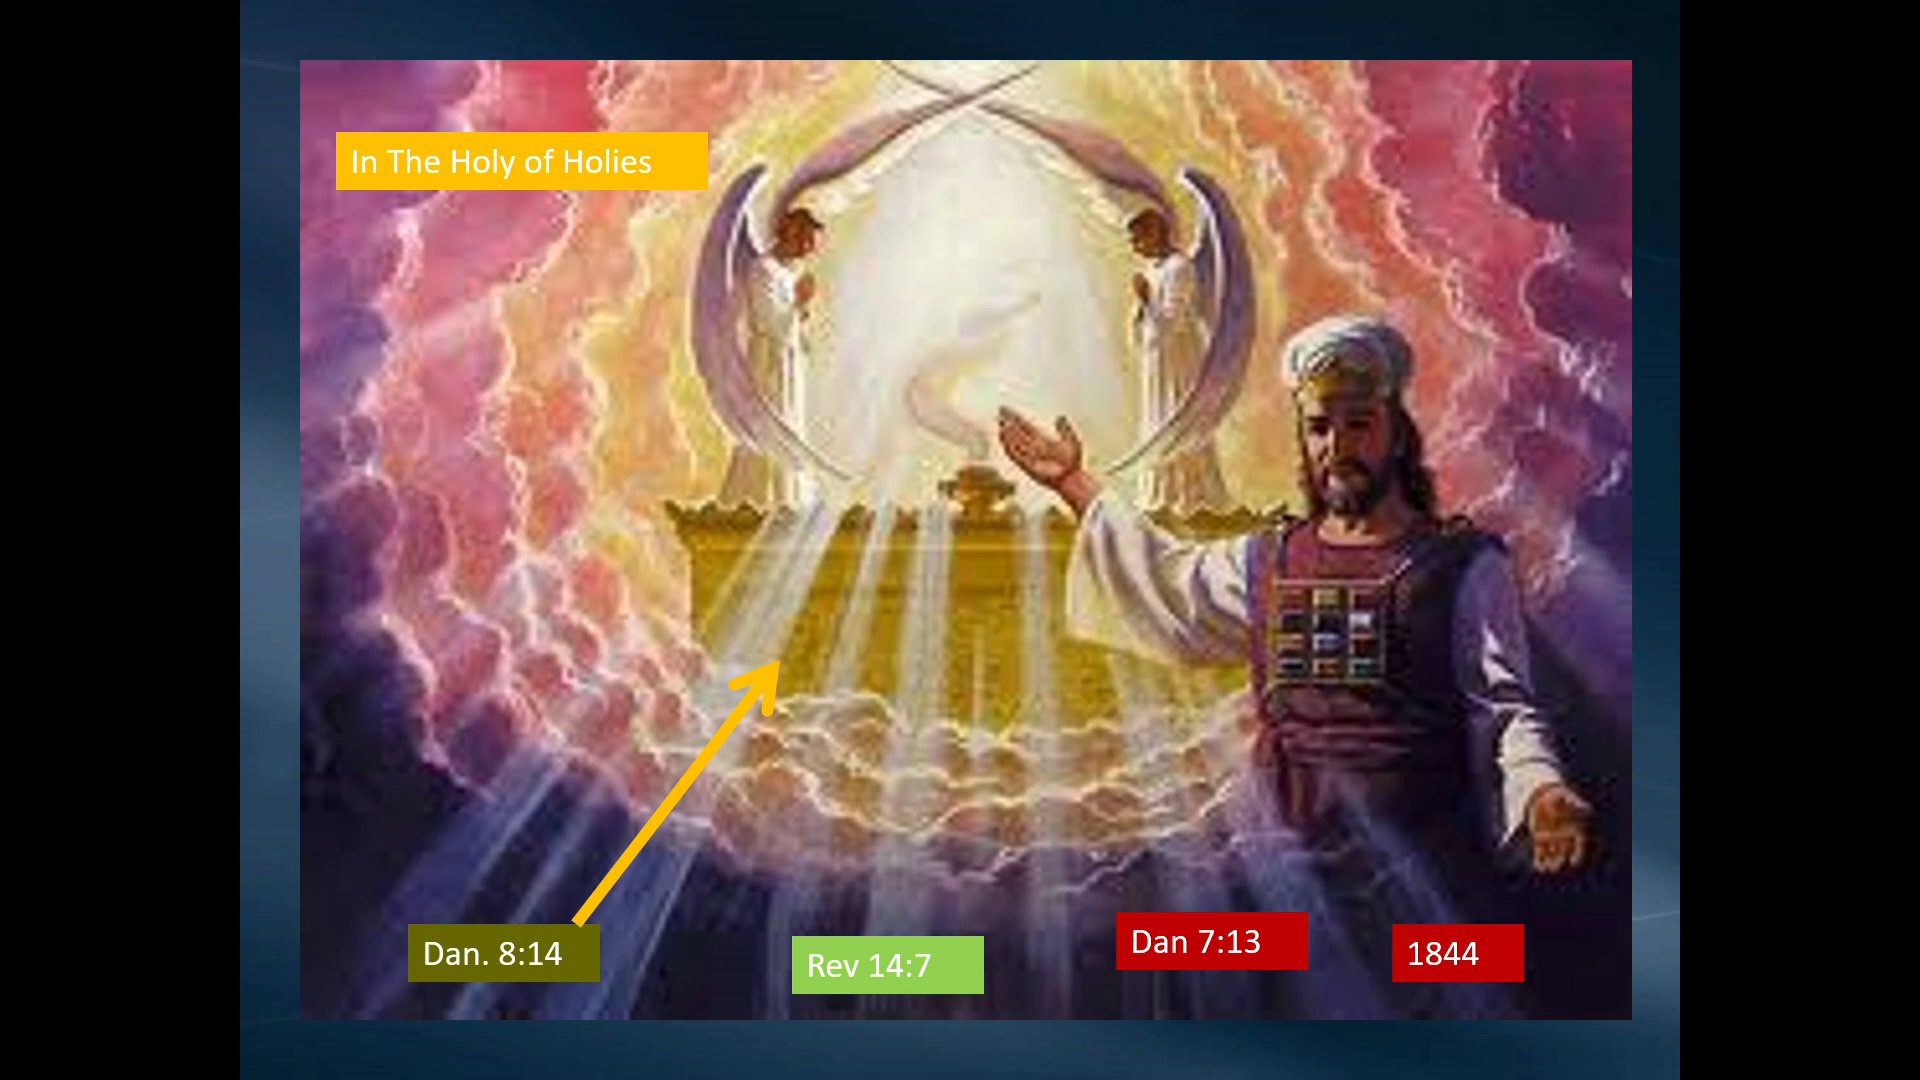 In The Holy of Holies
Dan. 8:14
Rev 14:7
Dan 7:13
1844